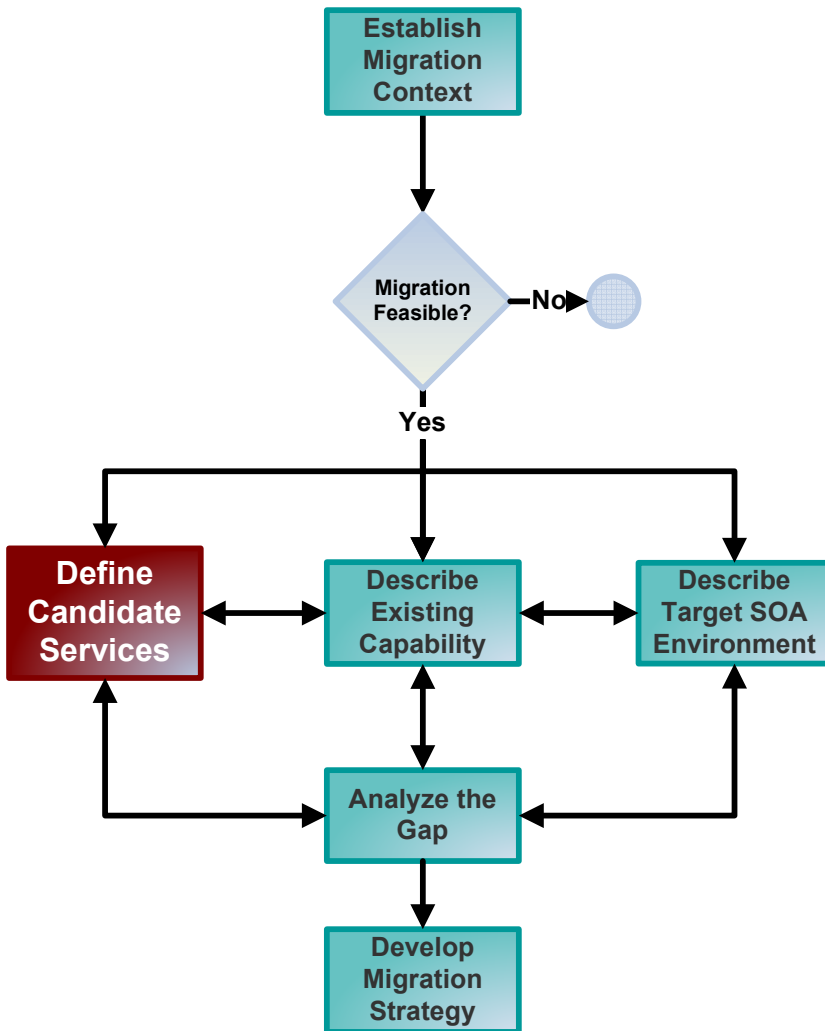 Establish
Migration
Context
Migration
Feasible?
No
Yes
Define
Candidate
Services
Describe
Existing
Capability
Describe
Target SOA
Environment
Analyze the
Gap
Develop
Migration
Strategy